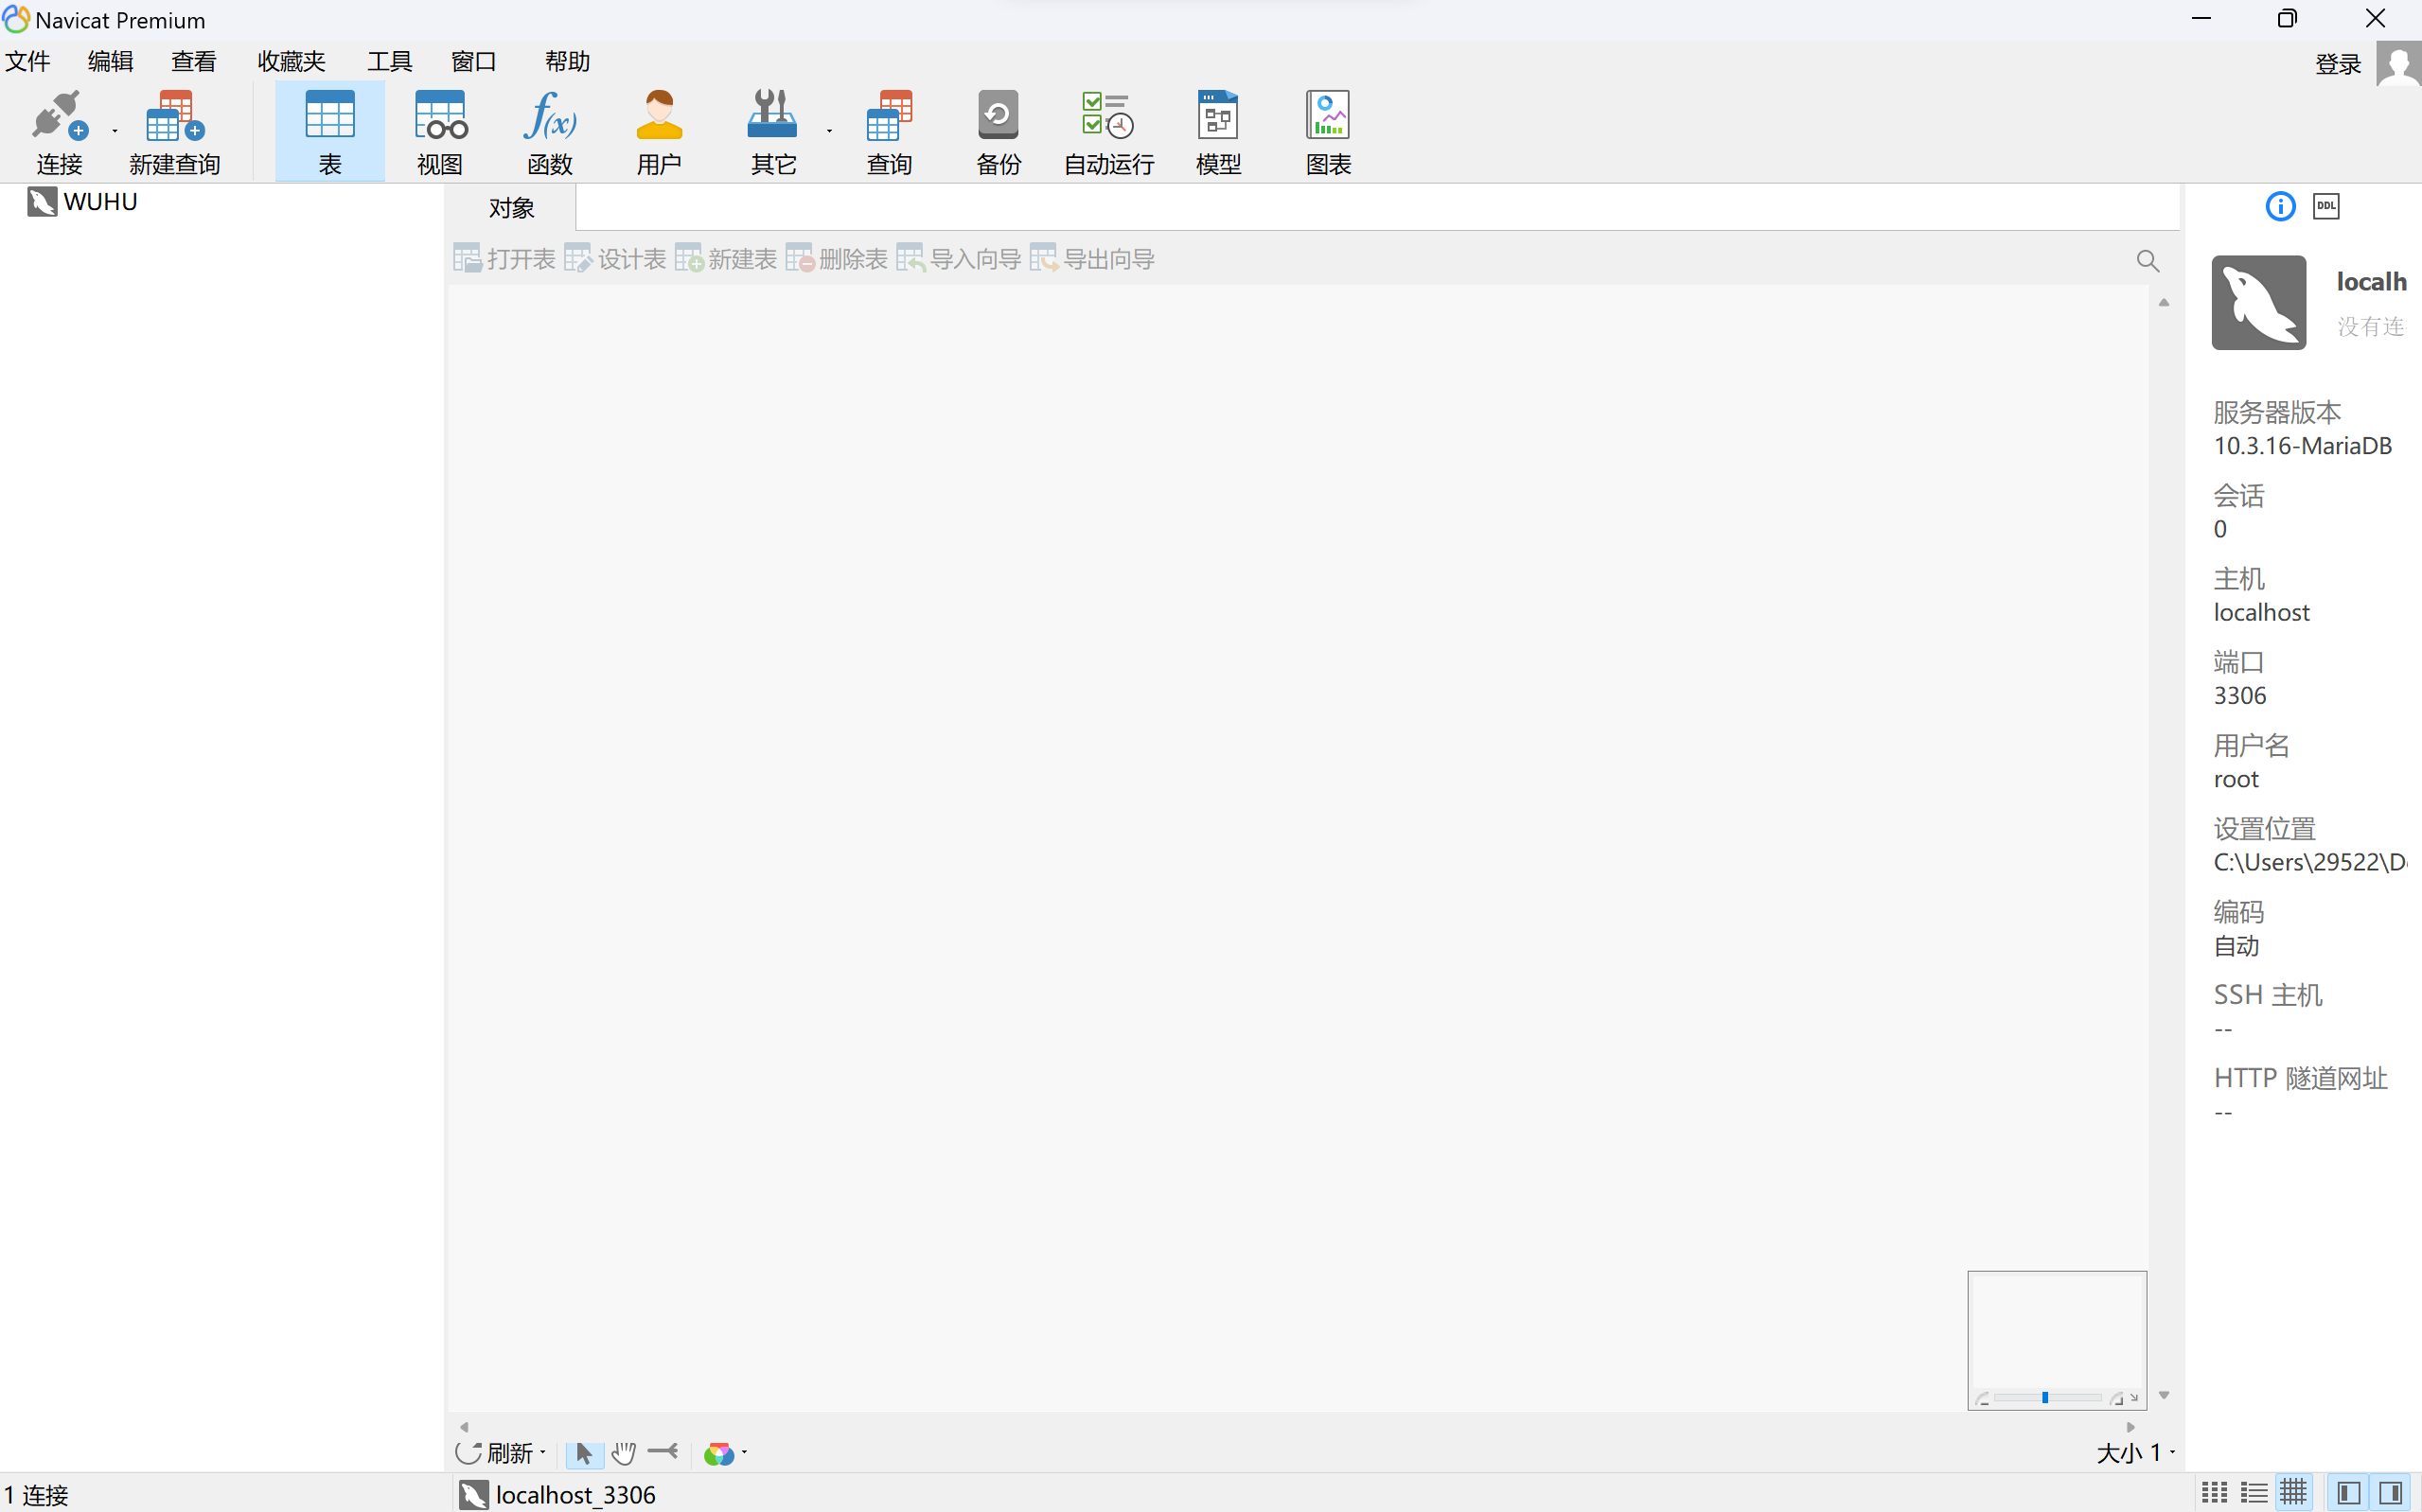 Navicat Premium
文件 编辑 查看 收藏夹 工具 窗口 帮助 登录
连接 新建查询 表 视图 函数 用户 其它 查询 备份 自动运行 模型 图表
WUHU
对象
DDL
打开表 设计表 新建表 删除表 导入向导 导出向导
localh
没有连
服务器版本
10.3.16-MariaDB
会话
0
主机
localhost
端口
3306
用户名
root
设置位置
C:\Users\29522\D
编码
自动
SSH 主机
--
HTTP 隧道网址
--
刷新 大小 1
1 连接 localhost_3306